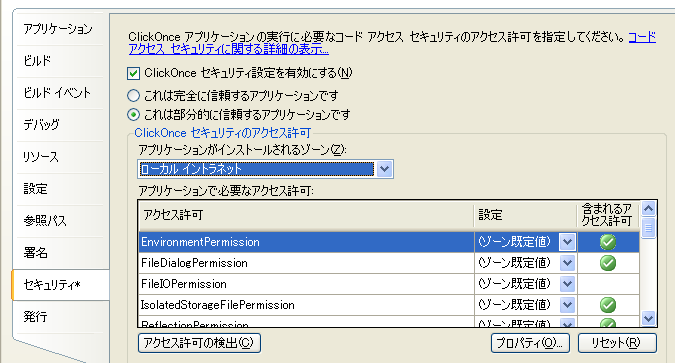 アプリケーション
ビルド
ビルド イベント
デバッグ
リソース
設定
参照パス
署名
セキュリティ*
発行
ClickOnce アプリケーションの実行に必要なコード アクセス セキュリティのアクセス許可を指定してください。 コード
アクセス セキュリティに関する詳細の表示...
ClickOnce セキュリティ設定を有効にする(N)
これは完全に信頼するアプリケーションです
これは部分的に信頼するアプリケーションです
ClickOnce セキュリティのアクセス許可
アプリケーションがインストールされるゾーン(Z):
ローカル イントラネット
アプリケーションで必要なアクセス許可:
アクセス許可 設定 含まれるア
クセス許可
EnvironmentPermission (ゾーン既定値)
FileDialogPermission (ゾーン既定値)
FileIOPermission (ゾーン既定値)
IsolatedStorageFilePermission (ゾーン既定値)
ReflectionPermission (ゾーン既定値)
アクセス許可の検出(C) プロパティ(O)... リセット(R)